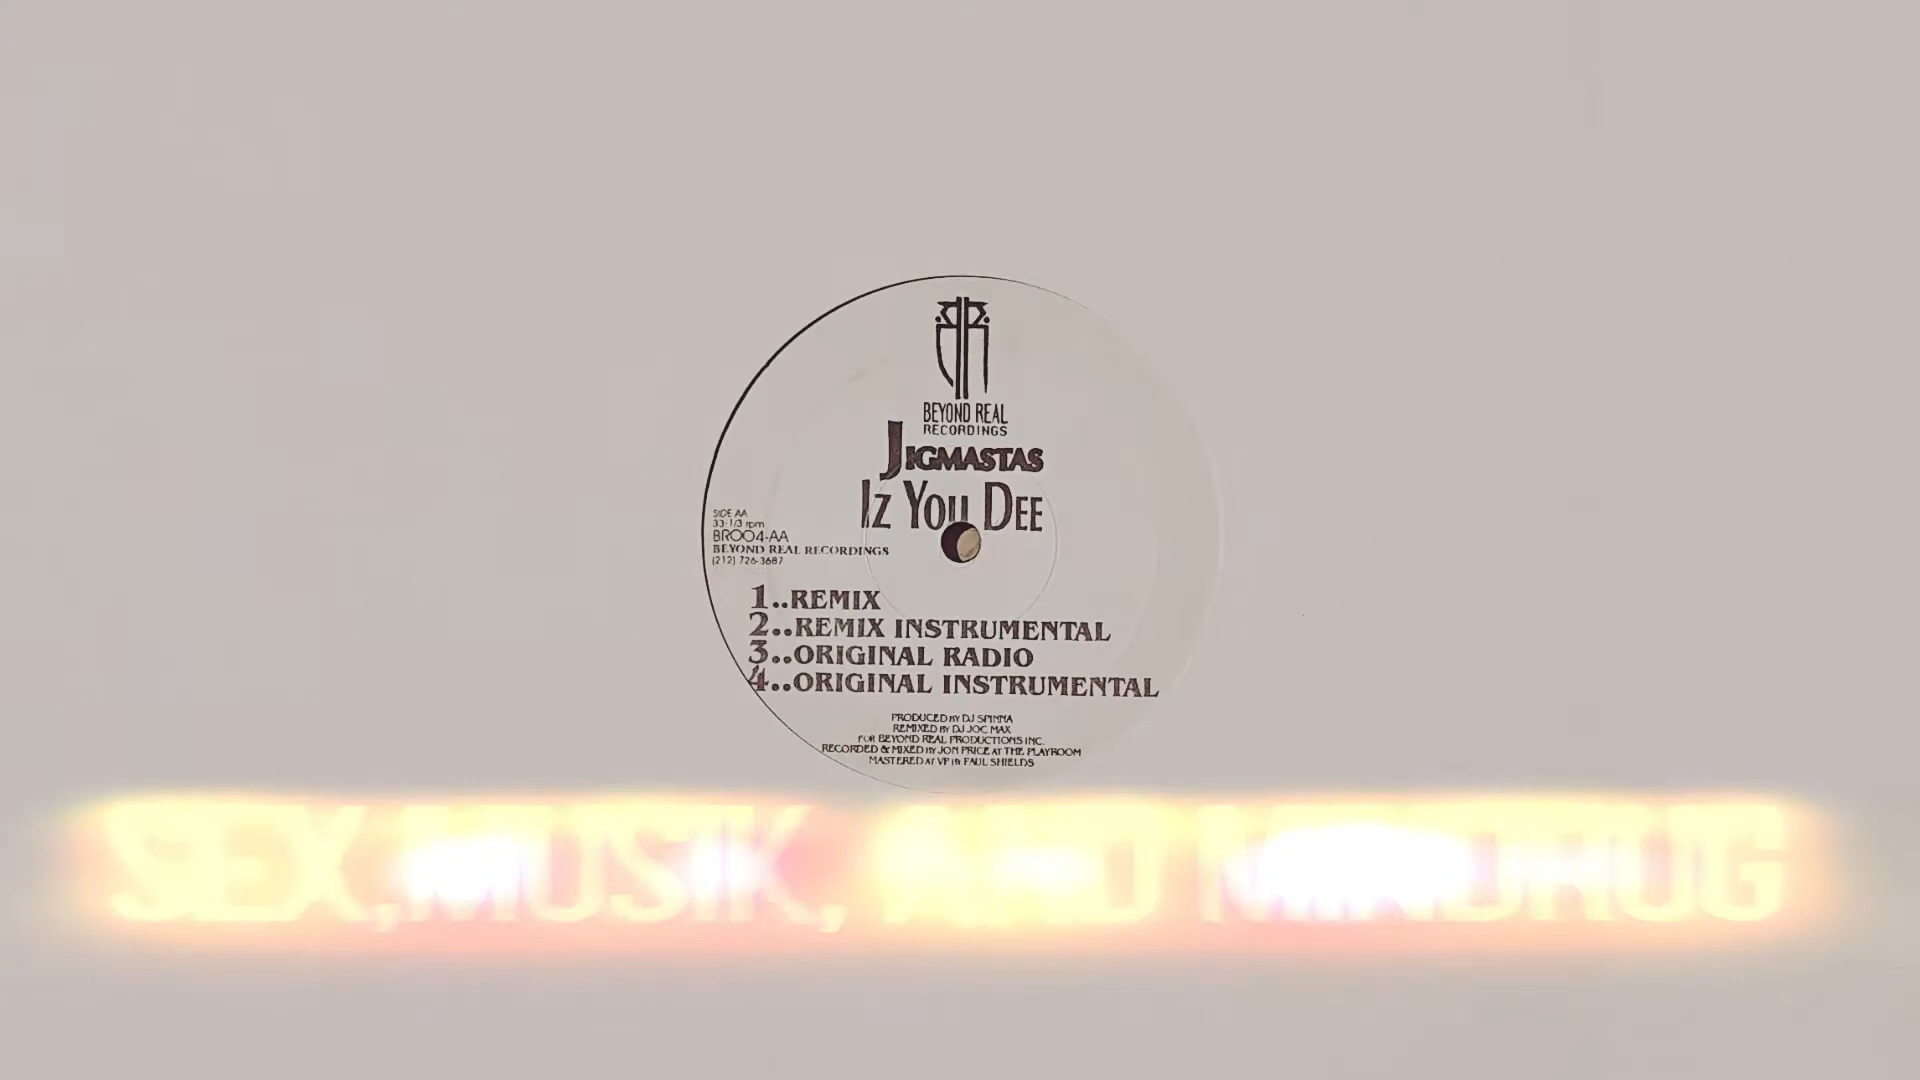 BEYOND REAL
RECORDINGS
JIGMASTAS
IZ YOU DEE
SIDE AA
33-1/3 rpm
BR004-AA
BEYOND REAL RECORDINGS
(212) 726-3687
1..REMIX
2..REMIX INSTRUMENTAL
3..ORIGINAL RADIO
4..ORIGINAL INSTRUMENTAL
PRODUCED BY DJ SPINNA
REMIXED BY DJ JOC MAX
FOR BEYOND REAL PRODUCTIONS INC.
RECORDED & MIXED BY JON PRICE AT THE PLAYROOM
MASTERED AT VP BY PAUL SHIELDS
SEX,MUSIK, AND MINDRUG